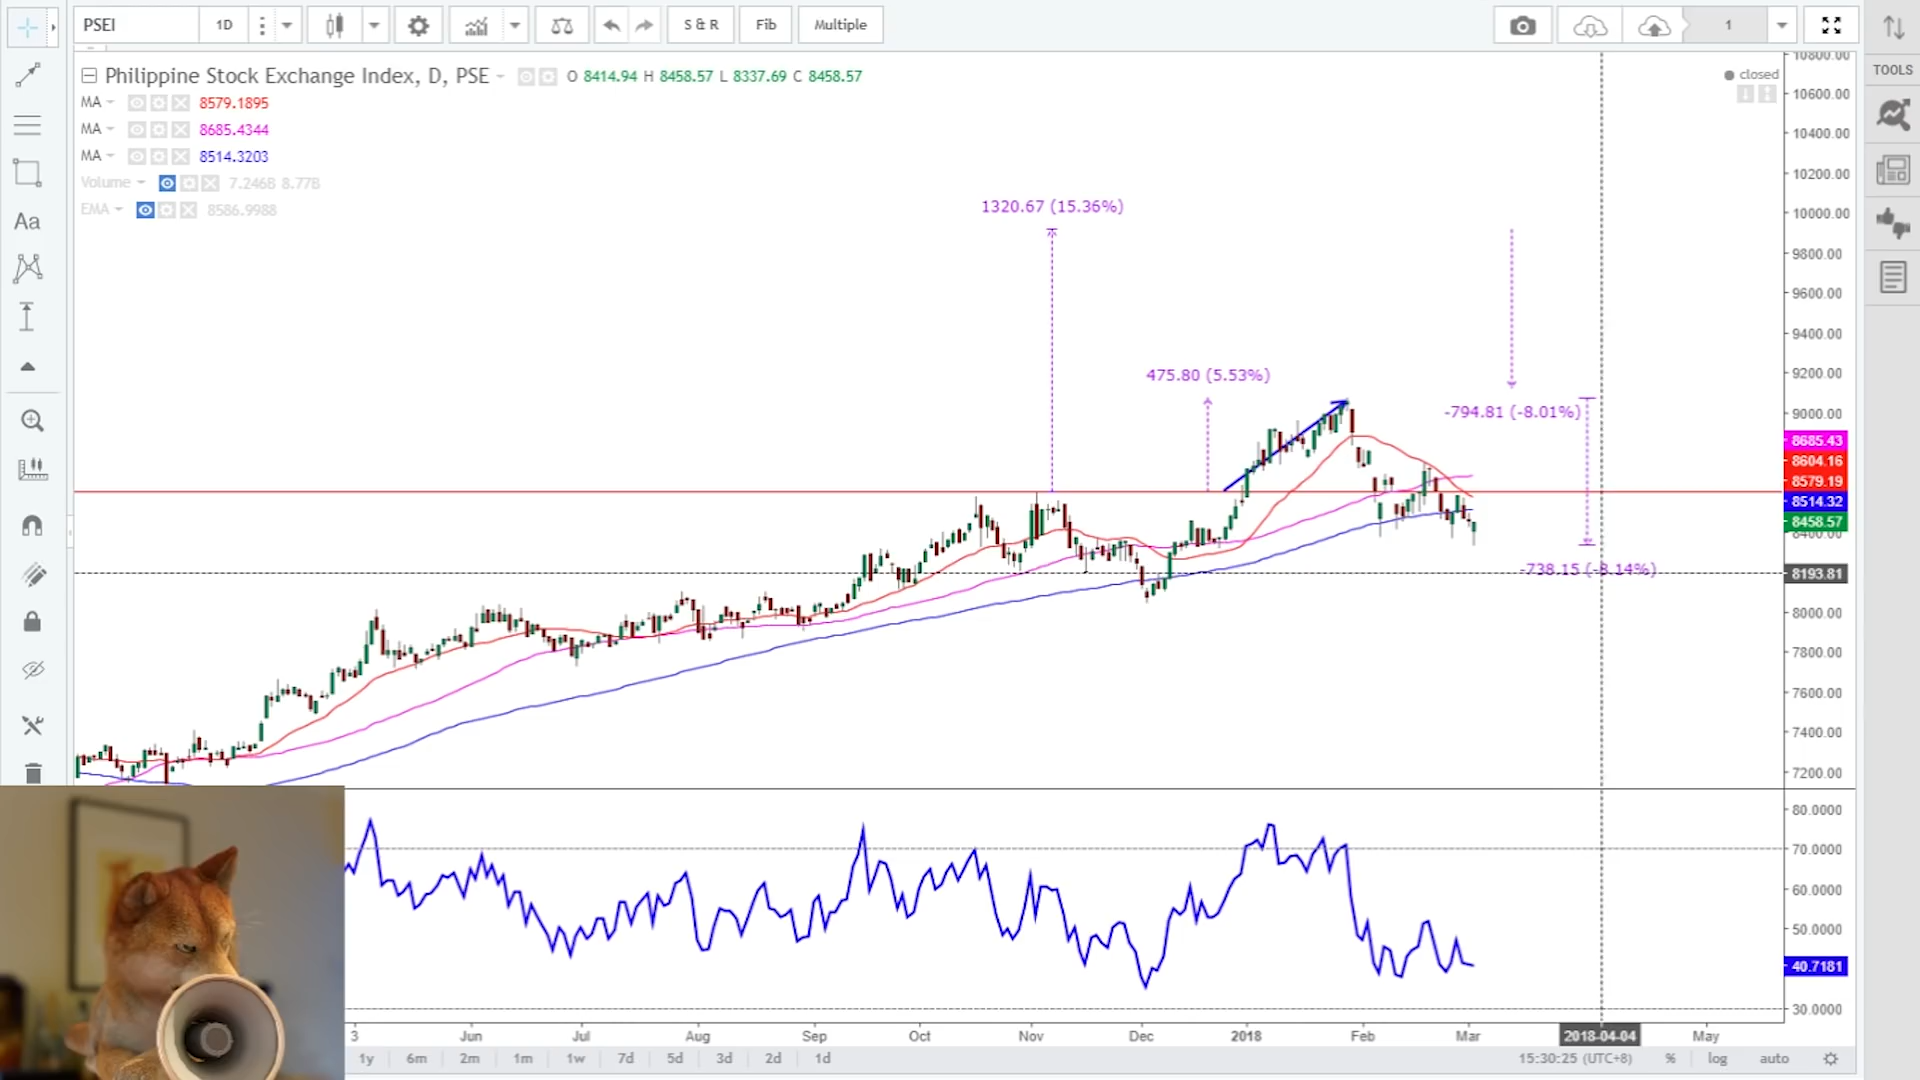 PSEI 1D S & R Fib Multiple 1
Philippine Stock Exchange Index, D, PSE O 8414.94 H 8458.57 L 8337.69 C 8458.57
closed
TOOLS
MA 8579.1895
MA 8685.4344
MA 8514.3203
Volume 7.246B 8.77B
EMA 8586.9988
Aa
1320.67 (15.36%)
475.80 (5.53%)
-794.81 (-8.01%)
-738.15 (-8.14%)
10800.00
10600.00
10400.00
10200.00
10000.00
9800.00
9600.00
9400.00
9200.00
9000.00
8685.43
8604.16
8579.19
8514.32
8458.57
8400.00
8193.81
8000.00
7800.00
7600.00
7400.00
7200.00
80.0000
70.0000
60.0000
50.0000
40.7181
30.0000
3 Jun Jul Aug Sep Oct Nov Dec 2018 Feb Mar 2018-04-04 May
1y 6m 2m 1m 1w 7d 5d 3d 2d 1d 15:30:25 (UTC+8) % log auto